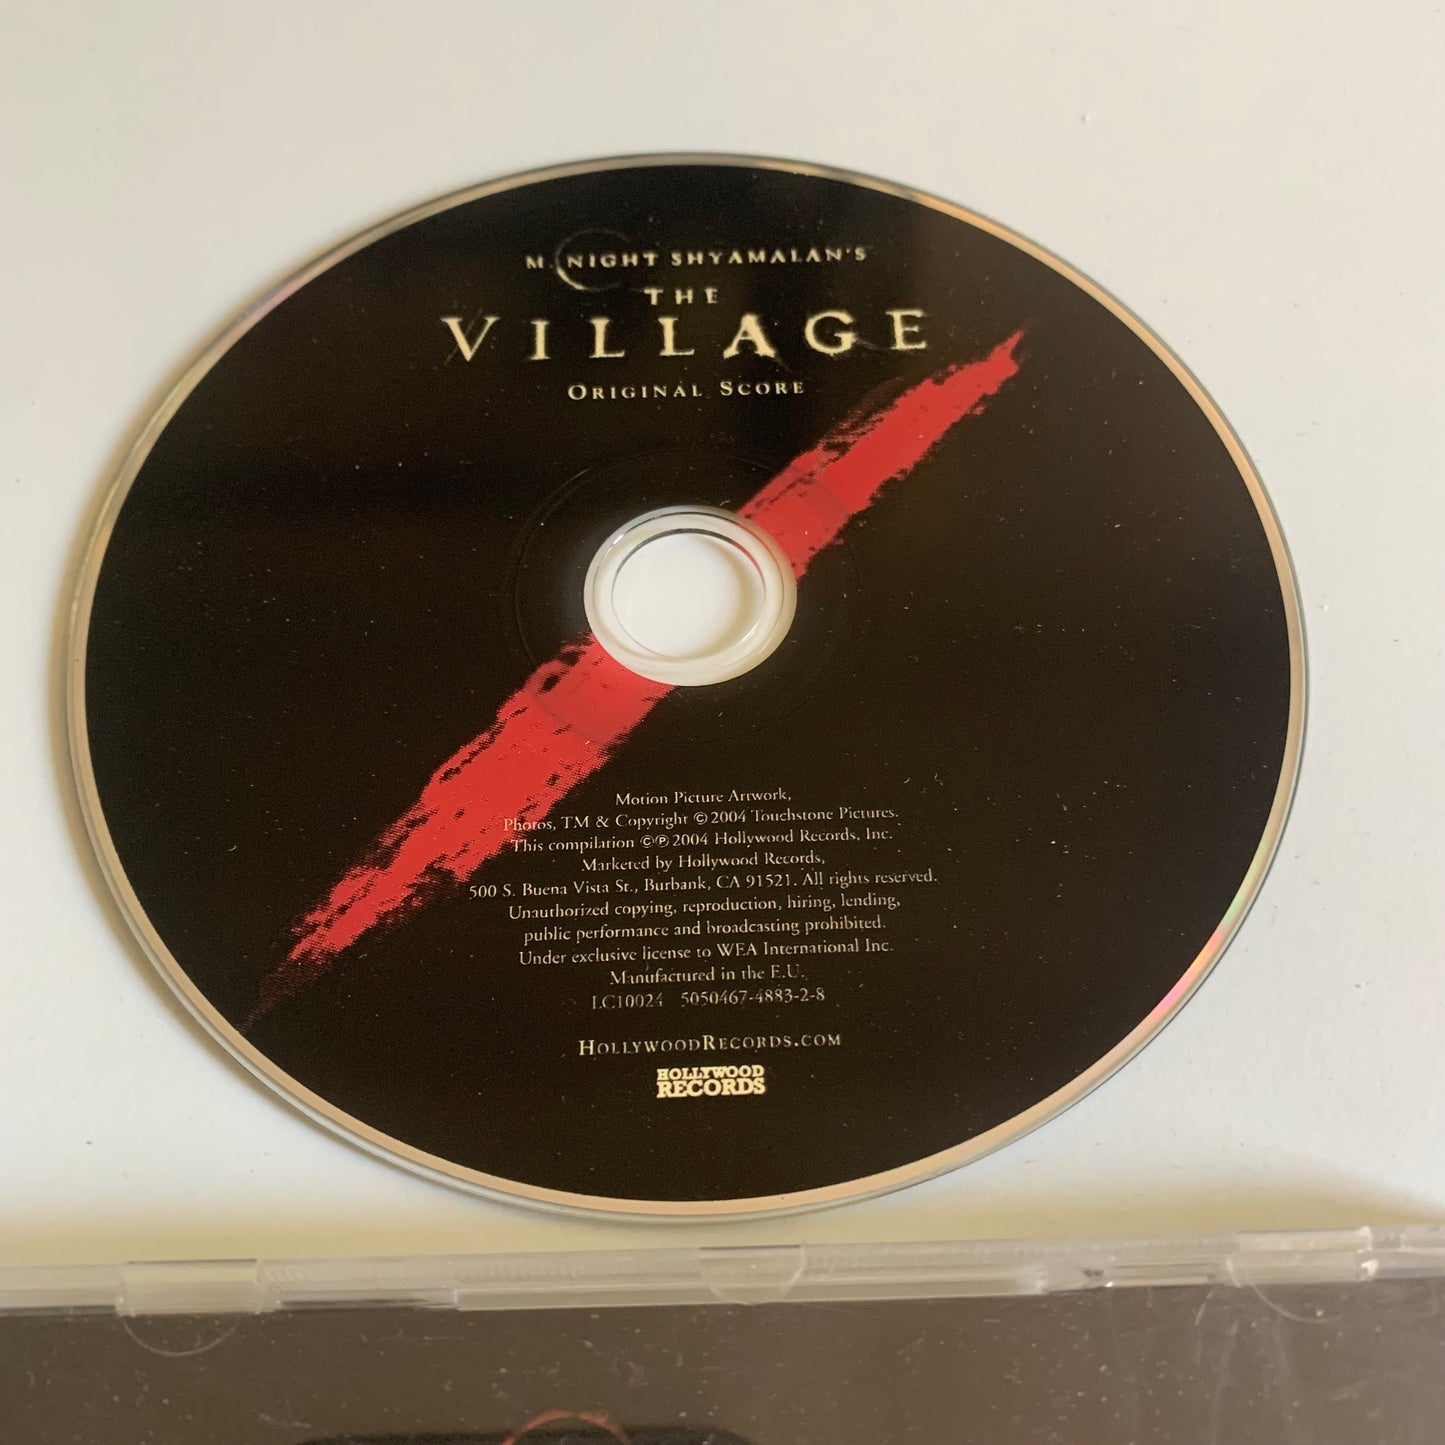 M. NIGHT SHYAMALAN'S
THE
VILLAGE
ORIGINAL SCORE
Motion Picture Artwork,
Photos, TM & Copyright © 2004 Touchstone Pictures.
This compilation ©℗ 2004 Hollywood Records, Inc.
Marketed by Hollywood Records,
500 S. Buena Vista St., Burbank, CA 91521. All rights reserved.
Unauthorized copying, reproduction, hiring, lending,
public performance and broadcasting prohibited.
Under exclusive license to WEA International Inc.
Manufactured in the E.U.
LC10024 5050467-4883-2-8
HOLLYWOODRECORDS.COM
HOLLYWOOD
RECORDS